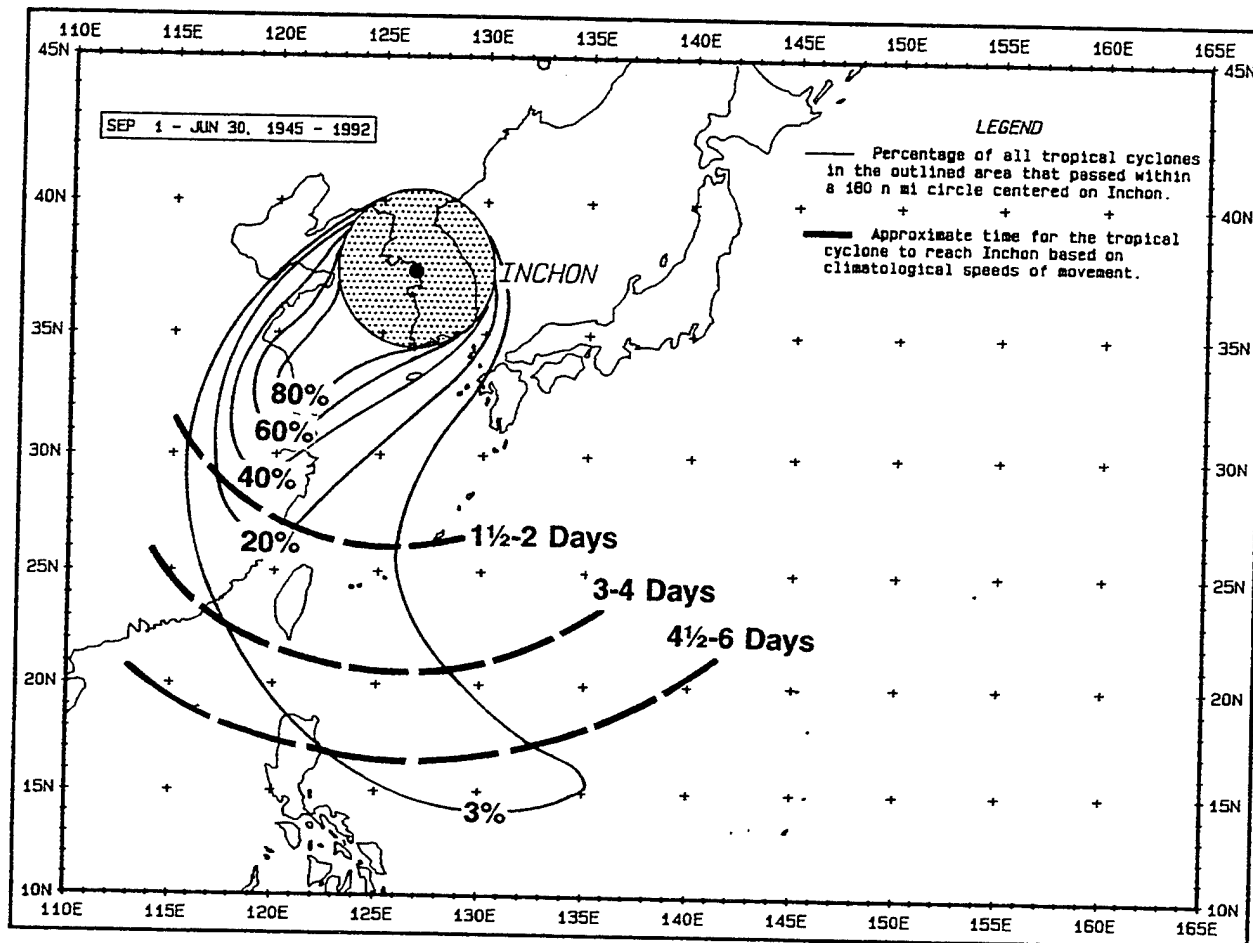 110E 115E 120E 125E 130E 135E 140E 145E 150E 155E 160E 165E
45N 45N
SEP 1 - JUN 30, 1945 - 1992
LEGEND
Percentage of all tropical cyclones
in the outlined area that passed within
a 180 n mi circle centered on Inchon.
40N 40N
Approximate time for the tropical
cyclone to reach Inchon based on
climatological speeds of movement.
INCHON
35N 35N
80%
60%
30N 30N
40%
20%
1½-2 Days
25N 25N
3-4 Days
4½-6 Days
20N 20N
15N 15N
3%
10N 10N
110E 115E 120E 125E 130E 135E 140E 145E 150E 155E 160E 165E